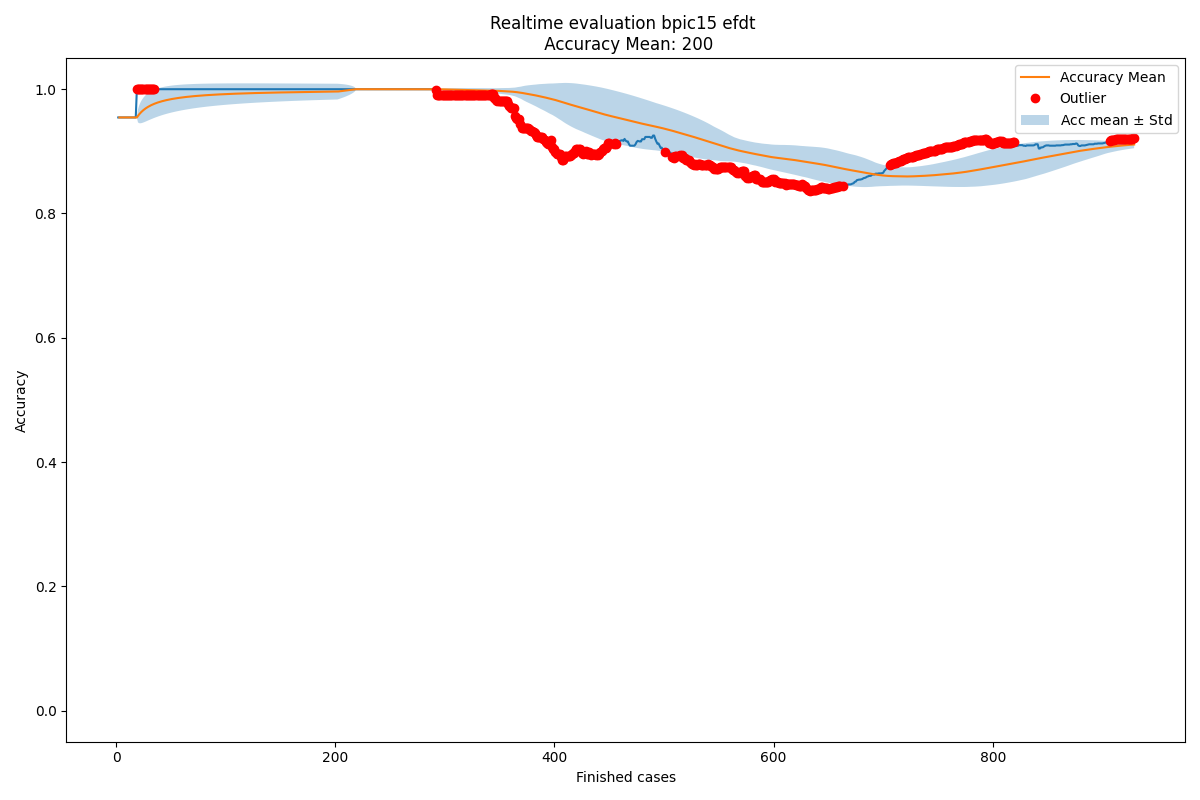 Realtime evaluation bpic15 efdt
Accuracy Mean: 200
Accuracy Mean
Outlier
Acc mean ± Std
1.0
0.8
0.6
0.4
0.2
0.0
Accuracy
0
200
400
600
800
Finished cases